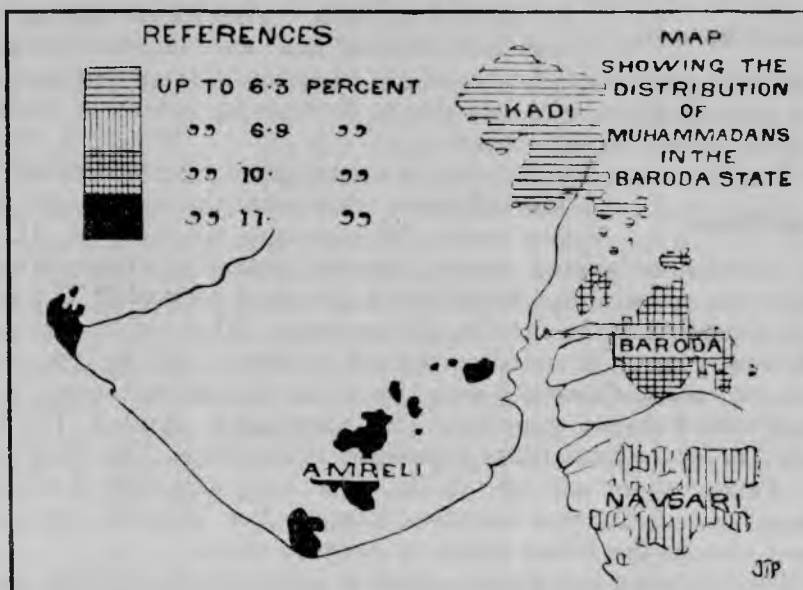 REFERENCES
UP TO 6·3 PERCENT
„ 6·9 „
„ 10· „
„ 11· „
MAP
SHOWING THE
DISTRIBUTION
OF
MUHAMMADANS
IN THE
BARODA STATE
KADI
BARODA
AMRELI
NAVSARI
JTP